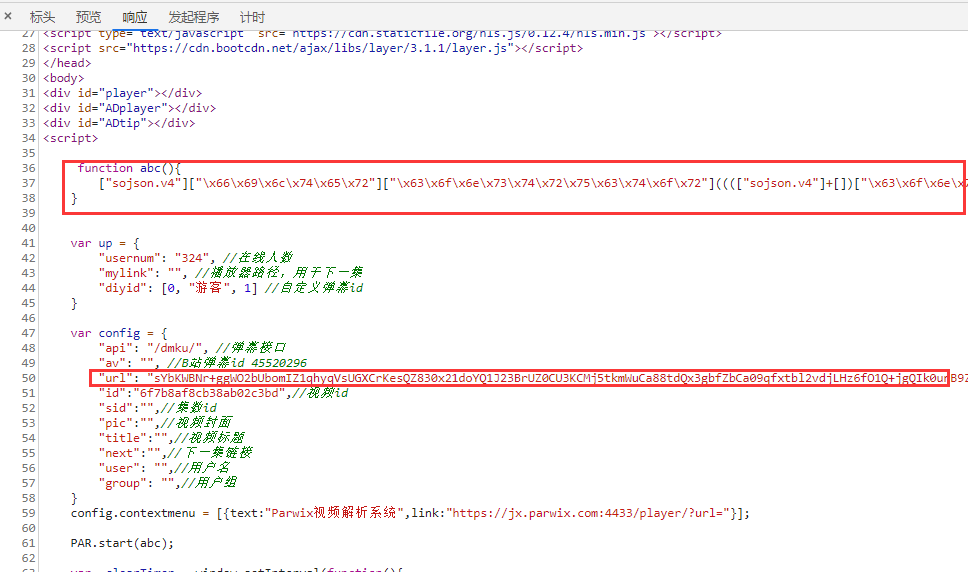 × 标头 预览 响应 发起程序 计时
27 <script type="text/javascript" src="https://cdn.staticfile.org/hls.js/0.12.4/hls.min.js"></script>
28 <script src="https://cdn.bootcdn.net/ajax/libs/layer/3.1.1/layer.js"></script>
29 </head>
30 <body>
31 <div id="player"></div>
32 <div id="ADplayer"></div>
33 <div id="ADtip"></div>
34 <script>
35
36 function abc(){
37 ["sojson.v4"]["\x66\x69\x6c\x74\x65\x72"]["\x63\x6f\x6e\x73\x74\x72\x75\x63\x74\x6f\x72"](((["sojson.v4"]+[])["\x63\x6f\x6e\x7
38 }
39
40
41 var up = {
42 "usernum": "324", //在线人数
43 "mylink": "", //播放器路径，用于下一集
44 "diyid": [0, "游客", 1] //自定义弹幕id
45 }
46
47 var config = {
48 "api": "/dmku/", //弹幕接口
49 "av": "", //B站弹幕id 45520296
50 "url": "sYbKWBNr+ggWO2bUbomIZ1qhyqVsUGXCrKesQZ830x21doYQ1J23BrUZ0CU3KCMj5tkmWuCa88tdQx3gbfZbCa09qfxtbl2vdjLHz6fO1Q+jgQIk0urB9Z
51 "id":"6f7b8af8cb38ab02c3bd",//视频id
52 "sid":"",//集数id
53 "pic":"",//视频封面
54 "title":"",//视频标题
55 "next":"",//下一集链接
56 "user": "",//用户名
57 "group": "",//用户组
58 }
59 config.contextmenu = [{text:"Parwix视频解析系统",link:"https://jx.parwix.com:4433/player/?url="}];
60
61 PAR.start(abc);
62
63 var clearTimer = window.setInterval(function(){